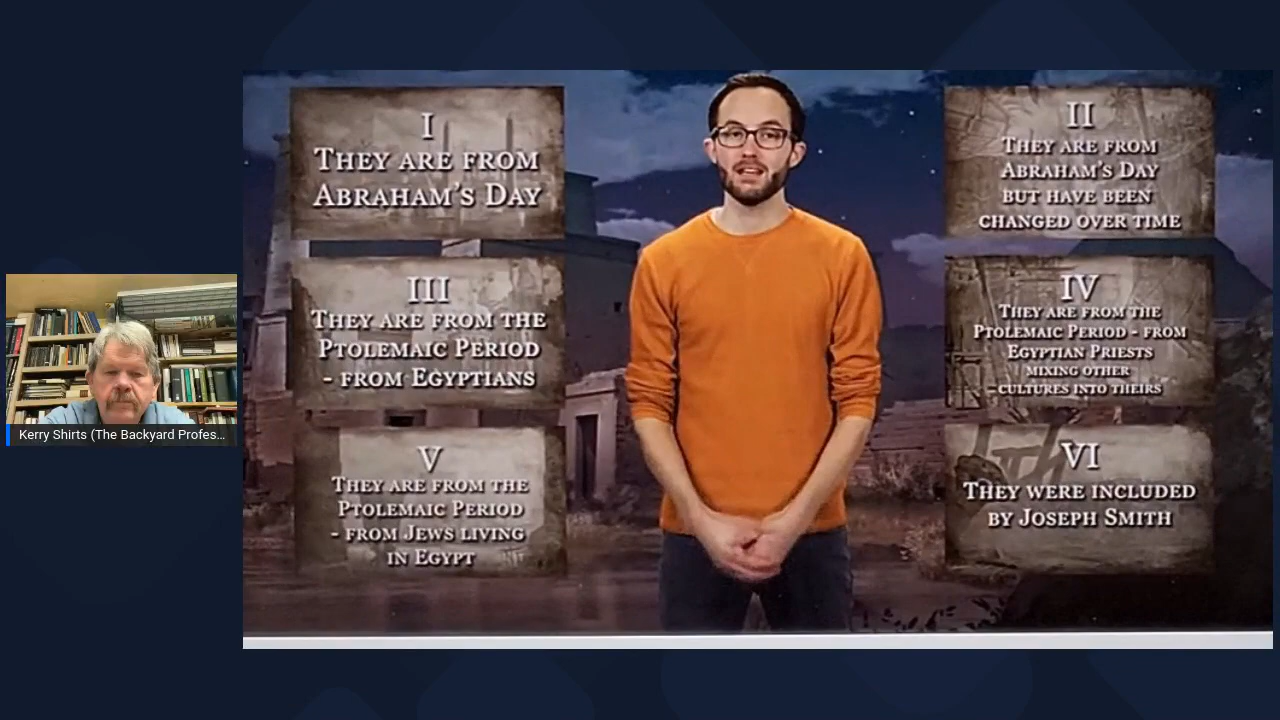 I
They are from
Abraham's Day
II
They are from
Abraham's Day
but have been
changed over time
III
They are from the
Ptolemaic Period
- from Egyptians
IV
They are from the
Ptolemaic Period - from
Egyptian Priests
mixing other
cultures into theirs
V
They are from the
Ptolemaic Period
- from Jews living
in Egypt
VI
They were included
by Joseph Smith
Kerry Shirts (The Backyard Profes...